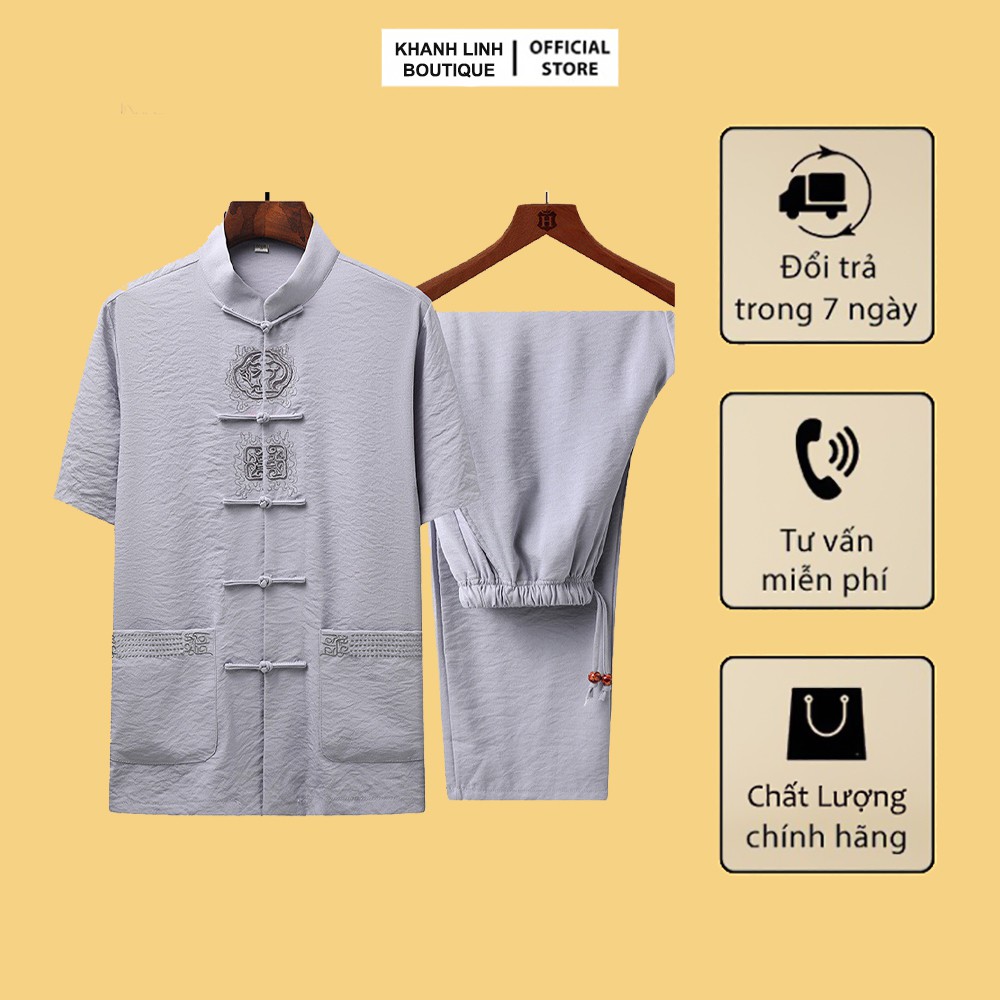 KHANH LINH
BOUTIQUE
OFFICIAL
STORE
Đổi trả
trong 7 ngày
Tư vấn
miễn phí
Chất Lượng
chính hãng